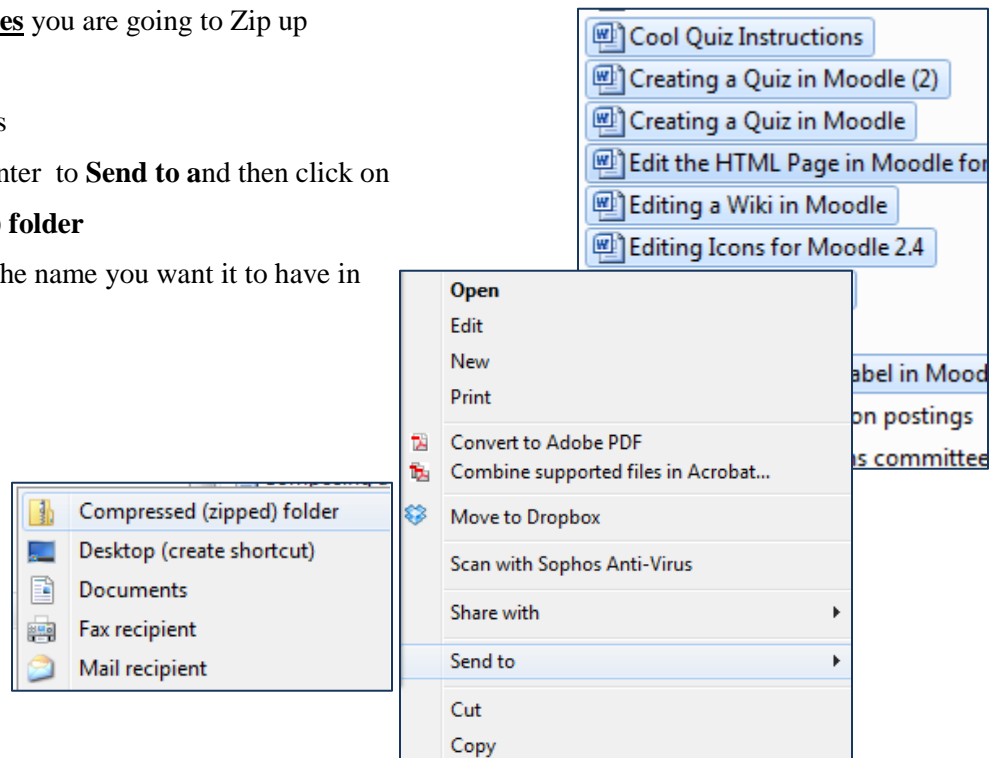 es you are going to Zip up
s
nter to Send to and then click on
folder
he name you want it to have in
Cool Quiz Instructions
Creating a Quiz in Moodle (2)
Creating a Quiz in Moodle
Edit the HTML Page in Moodle for
Editing a Wiki in Moodle
Editing Icons for Moodle 2.4
abel in Mood
on postings
s committee
Open
Edit
New
Print
Convert to Adobe PDF
Combine supported files in Acrobat...
Move to Dropbox
Scan with Sophos Anti-Virus
Share with
Send to
Cut
Copy
Compressed (zipped) folder
Desktop (create shortcut)
Documents
Fax recipient
Mail recipient